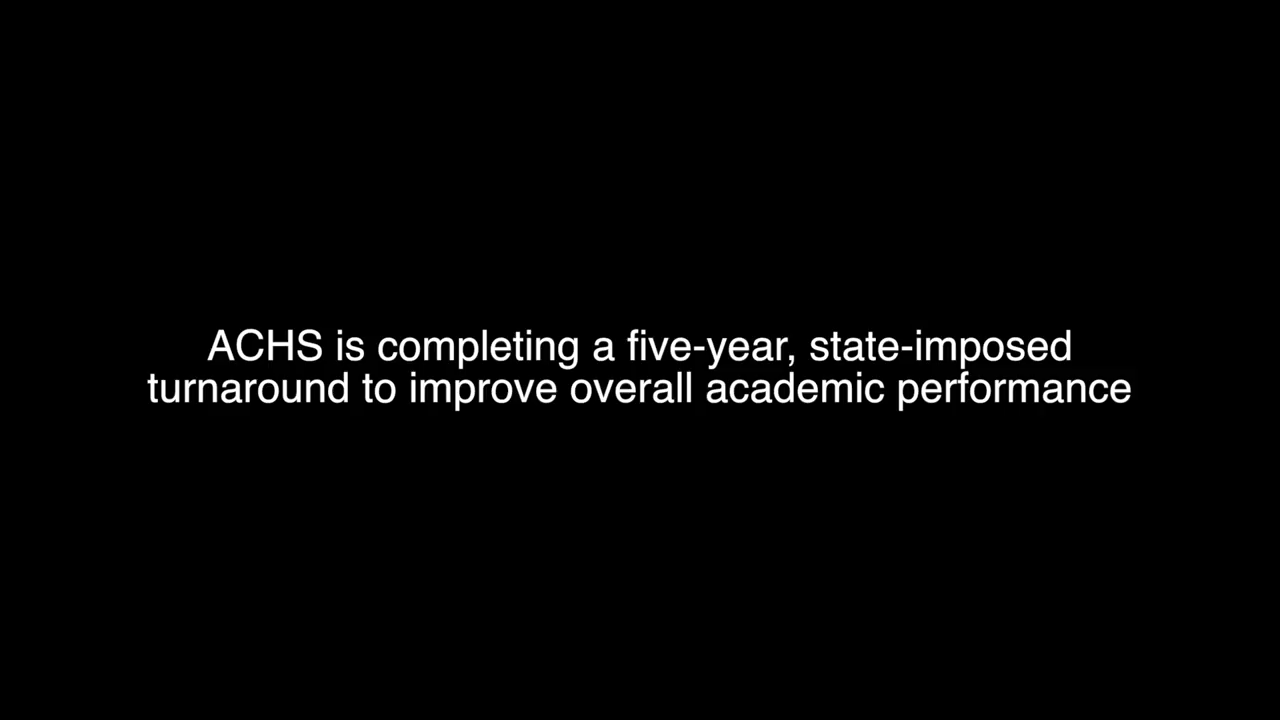 ACHS is completing a five-year, state-imposed
turnaround to improve overall academic performance